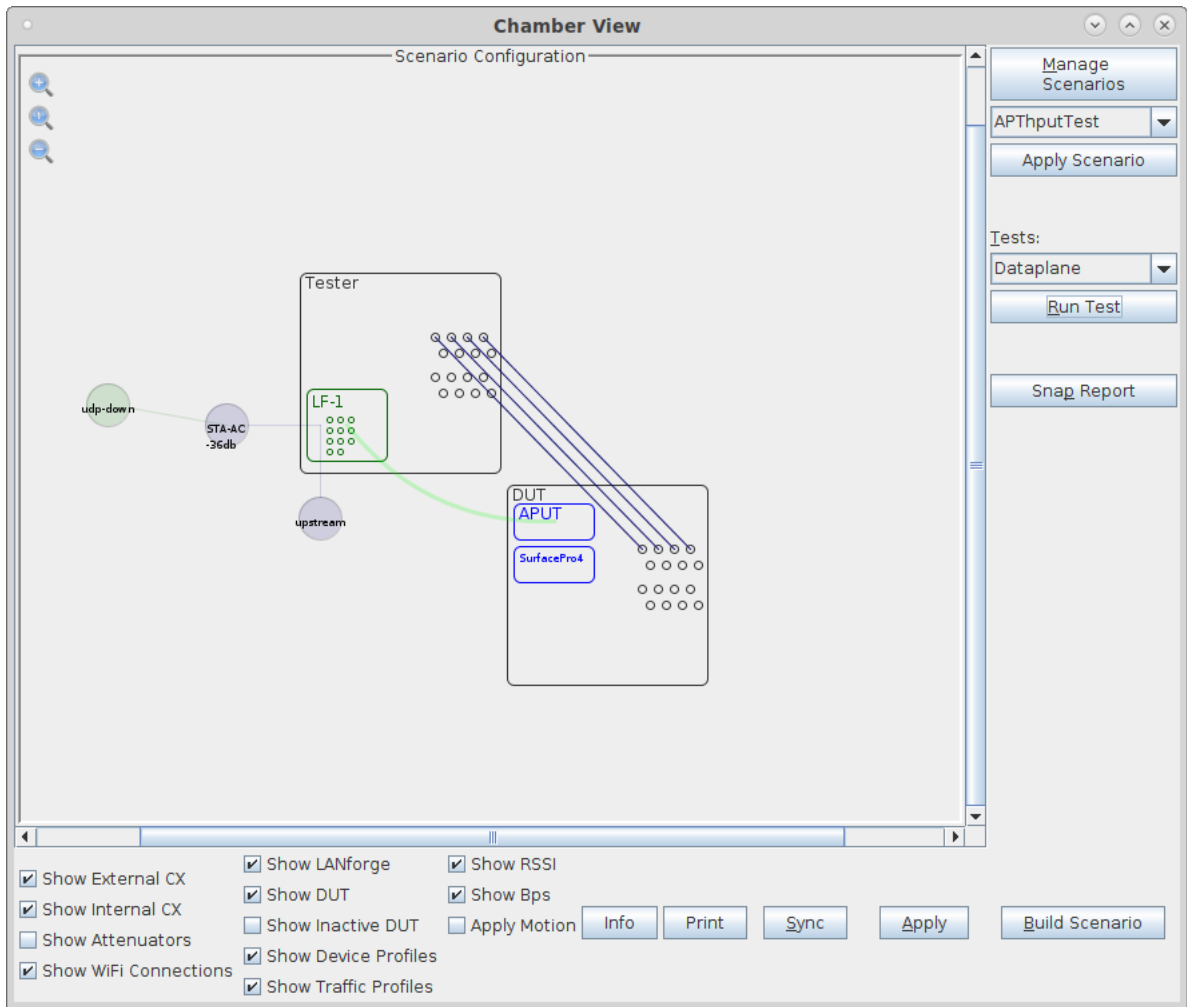 Chamber View
Scenario Configuration
Manage
Scenarios
APThputTest
Apply Scenario
Tests:
Dataplane
Run Test
Snap Report
Tester
LF-1
udp-down
STA-AC
-36db
upstream
DUT
APUT
SurfacePro4
Show External CX
Show Internal CX
Show Attenuators
Show WiFi Connections
Show LANforge
Show DUT
Show Inactive DUT
Show Device Profiles
Show Traffic Profiles
Show RSSI
Show Bps
Apply Motion
Info
Print
Sync
Apply
Build Scenario